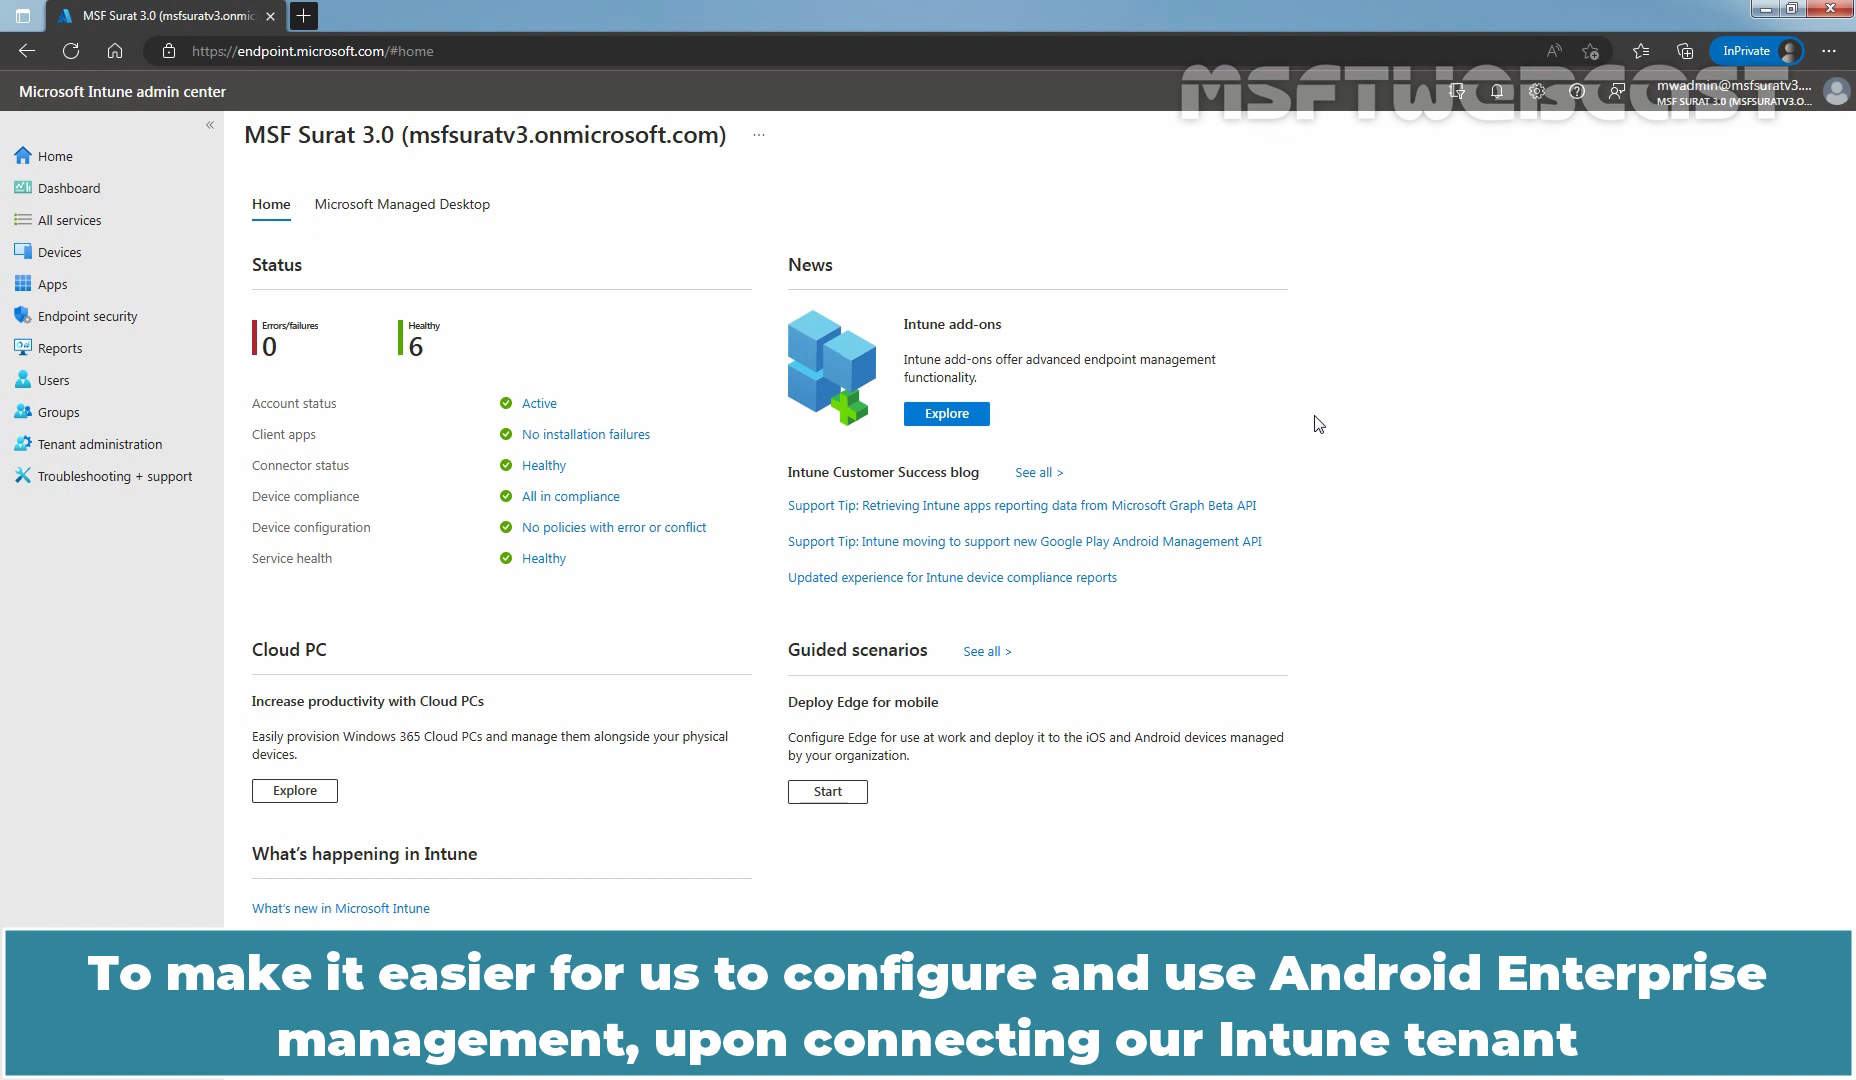 MSF Surat 3.0 (msfsuratv3.onmic
https://endpoint.microsoft.com/#home
InPrivate
MSFTWEBCAST
Microsoft Intune admin center
mwadmin@msfsuratv3....
MSF SURAT 3.0 (MSFSURATV3.O...
MSF Surat 3.0 (msfsuratv3.onmicrosoft.com)
...
Home
Dashboard
All services
Devices
Apps
Endpoint security
Reports
Users
Groups
Tenant administration
Troubleshooting + support
Home
Microsoft Managed Desktop
Status
Errors/failures
0
Healthy
6
Account status
Active
Client apps
No installation failures
Connector status
Healthy
Device compliance
All in compliance
Device configuration
No policies with error or conflict
Service health
Healthy
News
Intune add-ons
Intune add-ons offer advanced endpoint management
functionality.
Explore
Intune Customer Success blog
See all >
Support Tip: Retrieving Intune apps reporting data from Microsoft Graph Beta API
Support Tip: Intune moving to support new Google Play Android Management API
Updated experience for Intune device compliance reports
Cloud PC
Increase productivity with Cloud PCs
Easily provision Windows 365 Cloud PCs and manage them alongside your physical
devices.
Explore
Guided scenarios
See all >
Deploy Edge for mobile
Configure Edge for use at work and deploy it to the iOS and Android devices managed
by your organization.
Start
What's happening in Intune
What's new in Microsoft Intune
To make it easier for us to configure and use Android Enterprise
management, upon connecting our Intune tenant